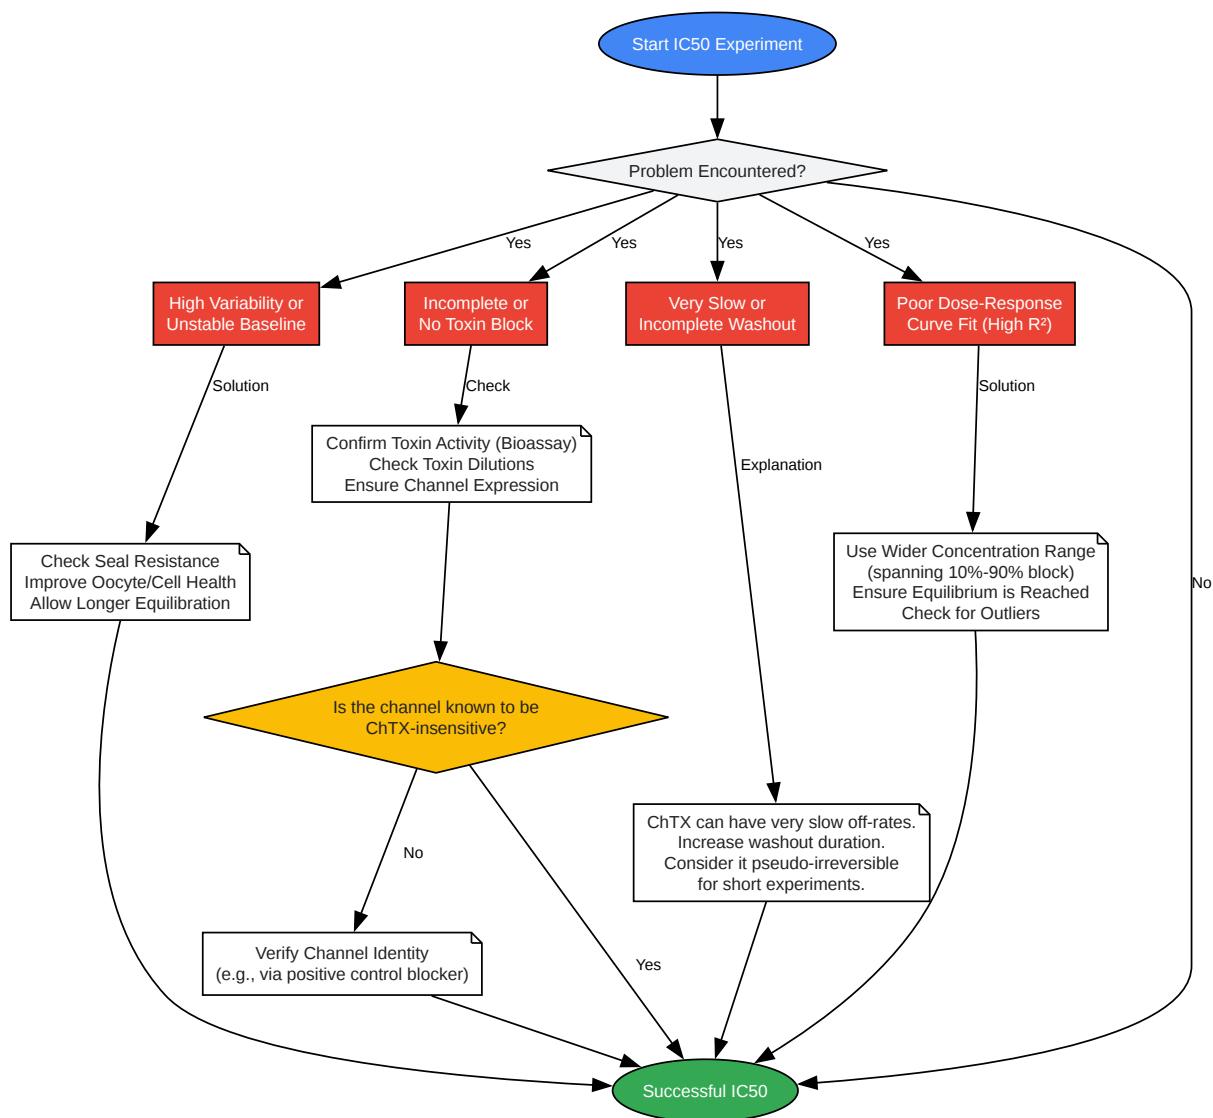 Start IC50 Experiment
Problem Encountered?
Yes
Yes
Yes
Yes
High Variability or
Unstable Baseline
Incomplete or
No Toxin Block
Very Slow or
Incomplete Washout
Poor Dose-Response
Curve Fit (High R²)
Solution
Check
Solution
Confirm Toxin Activity (Bioassay)
Check Toxin Dilutions
Ensure Channel Expression
Explanation
Check Seal Resistance
Improve Oocyte/Cell Health
Allow Longer Equilibration
Use Wider Concentration Range
(spanning 10%-90% block)
Ensure Equilibrium is Reached
Check for Outliers
No
Is the channel known to be
ChTX-insensitive?
ChTX can have very slow off-rates.
Increase washout duration.
Consider it pseudo-irreversible
for short experiments.
No
Verify Channel Identity
(e.g., via positive control blocker)
Yes
Successful IC50